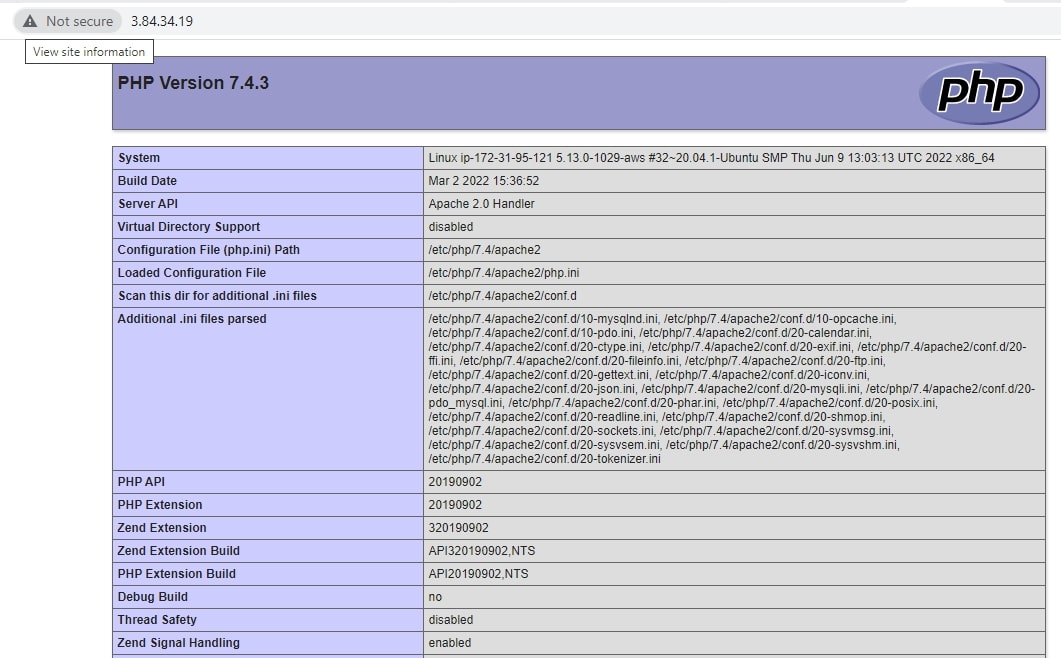 Not secure 3.84.34.19
View site information
PHP Version 7.4.3
php
System Linux ip-172-31-95-121 5.13.0-1029-aws #32~20.04.1-Ubuntu SMP Thu Jun 9 13:03:13 UTC 2022 x86_64
Build Date Mar 2 2022 15:36:52
Server API Apache 2.0 Handler
Virtual Directory Support disabled
Configuration File (php.ini) Path /etc/php/7.4/apache2
Loaded Configuration File /etc/php/7.4/apache2/php.ini
Scan this dir for additional .ini files /etc/php/7.4/apache2/conf.d
Additional .ini files parsed /etc/php/7.4/apache2/conf.d/10-mysqlnd.ini, /etc/php/7.4/apache2/conf.d/10-opcache.ini,
/etc/php/7.4/apache2/conf.d/10-pdo.ini, /etc/php/7.4/apache2/conf.d/20-calendar.ini,
/etc/php/7.4/apache2/conf.d/20-ctype.ini, /etc/php/7.4/apache2/conf.d/20-exif.ini, /etc/php/7.4/apache2/conf.d/20-
ffi.ini, /etc/php/7.4/apache2/conf.d/20-fileinfo.ini, /etc/php/7.4/apache2/conf.d/20-ftp.ini,
/etc/php/7.4/apache2/conf.d/20-gettext.ini, /etc/php/7.4/apache2/conf.d/20-iconv.ini,
/etc/php/7.4/apache2/conf.d/20-json.ini, /etc/php/7.4/apache2/conf.d/20-mysqli.ini, /etc/php/7.4/apache2/conf.d/20-
pdo_mysql.ini, /etc/php/7.4/apache2/conf.d/20-phar.ini, /etc/php/7.4/apache2/conf.d/20-posix.ini,
/etc/php/7.4/apache2/conf.d/20-readline.ini, /etc/php/7.4/apache2/conf.d/20-shmop.ini,
/etc/php/7.4/apache2/conf.d/20-sockets.ini, /etc/php/7.4/apache2/conf.d/20-sysvmsg.ini,
/etc/php/7.4/apache2/conf.d/20-sysvsem.ini, /etc/php/7.4/apache2/conf.d/20-sysvshm.ini,
/etc/php/7.4/apache2/conf.d/20-tokenizer.ini
PHP API 20190902
PHP Extension 20190902
Zend Extension 320190902
Zend Extension Build API320190902,NTS
PHP Extension Build API20190902,NTS
Debug Build no
Thread Safety disabled
Zend Signal Handling enabled